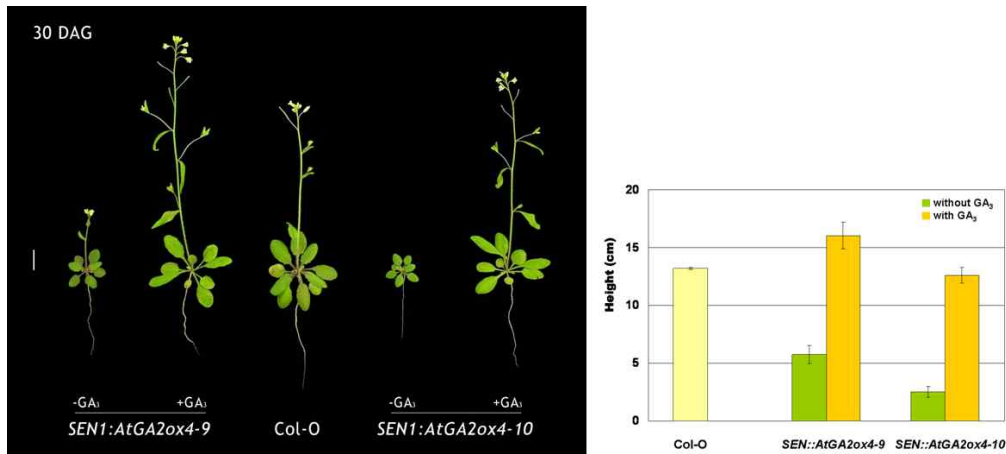 30 DAG
-GA₃ +GA₃ -GA₃ +GA₃
SEN1:AtGA2ox4-9 Col-O SEN1:AtGA2ox4-10
20
15
10
5
0
Height (cm)
without GA₃
with GA₃
Col-O SEN::AtGA2ox4-9 SEN::AtGA2ox4-10